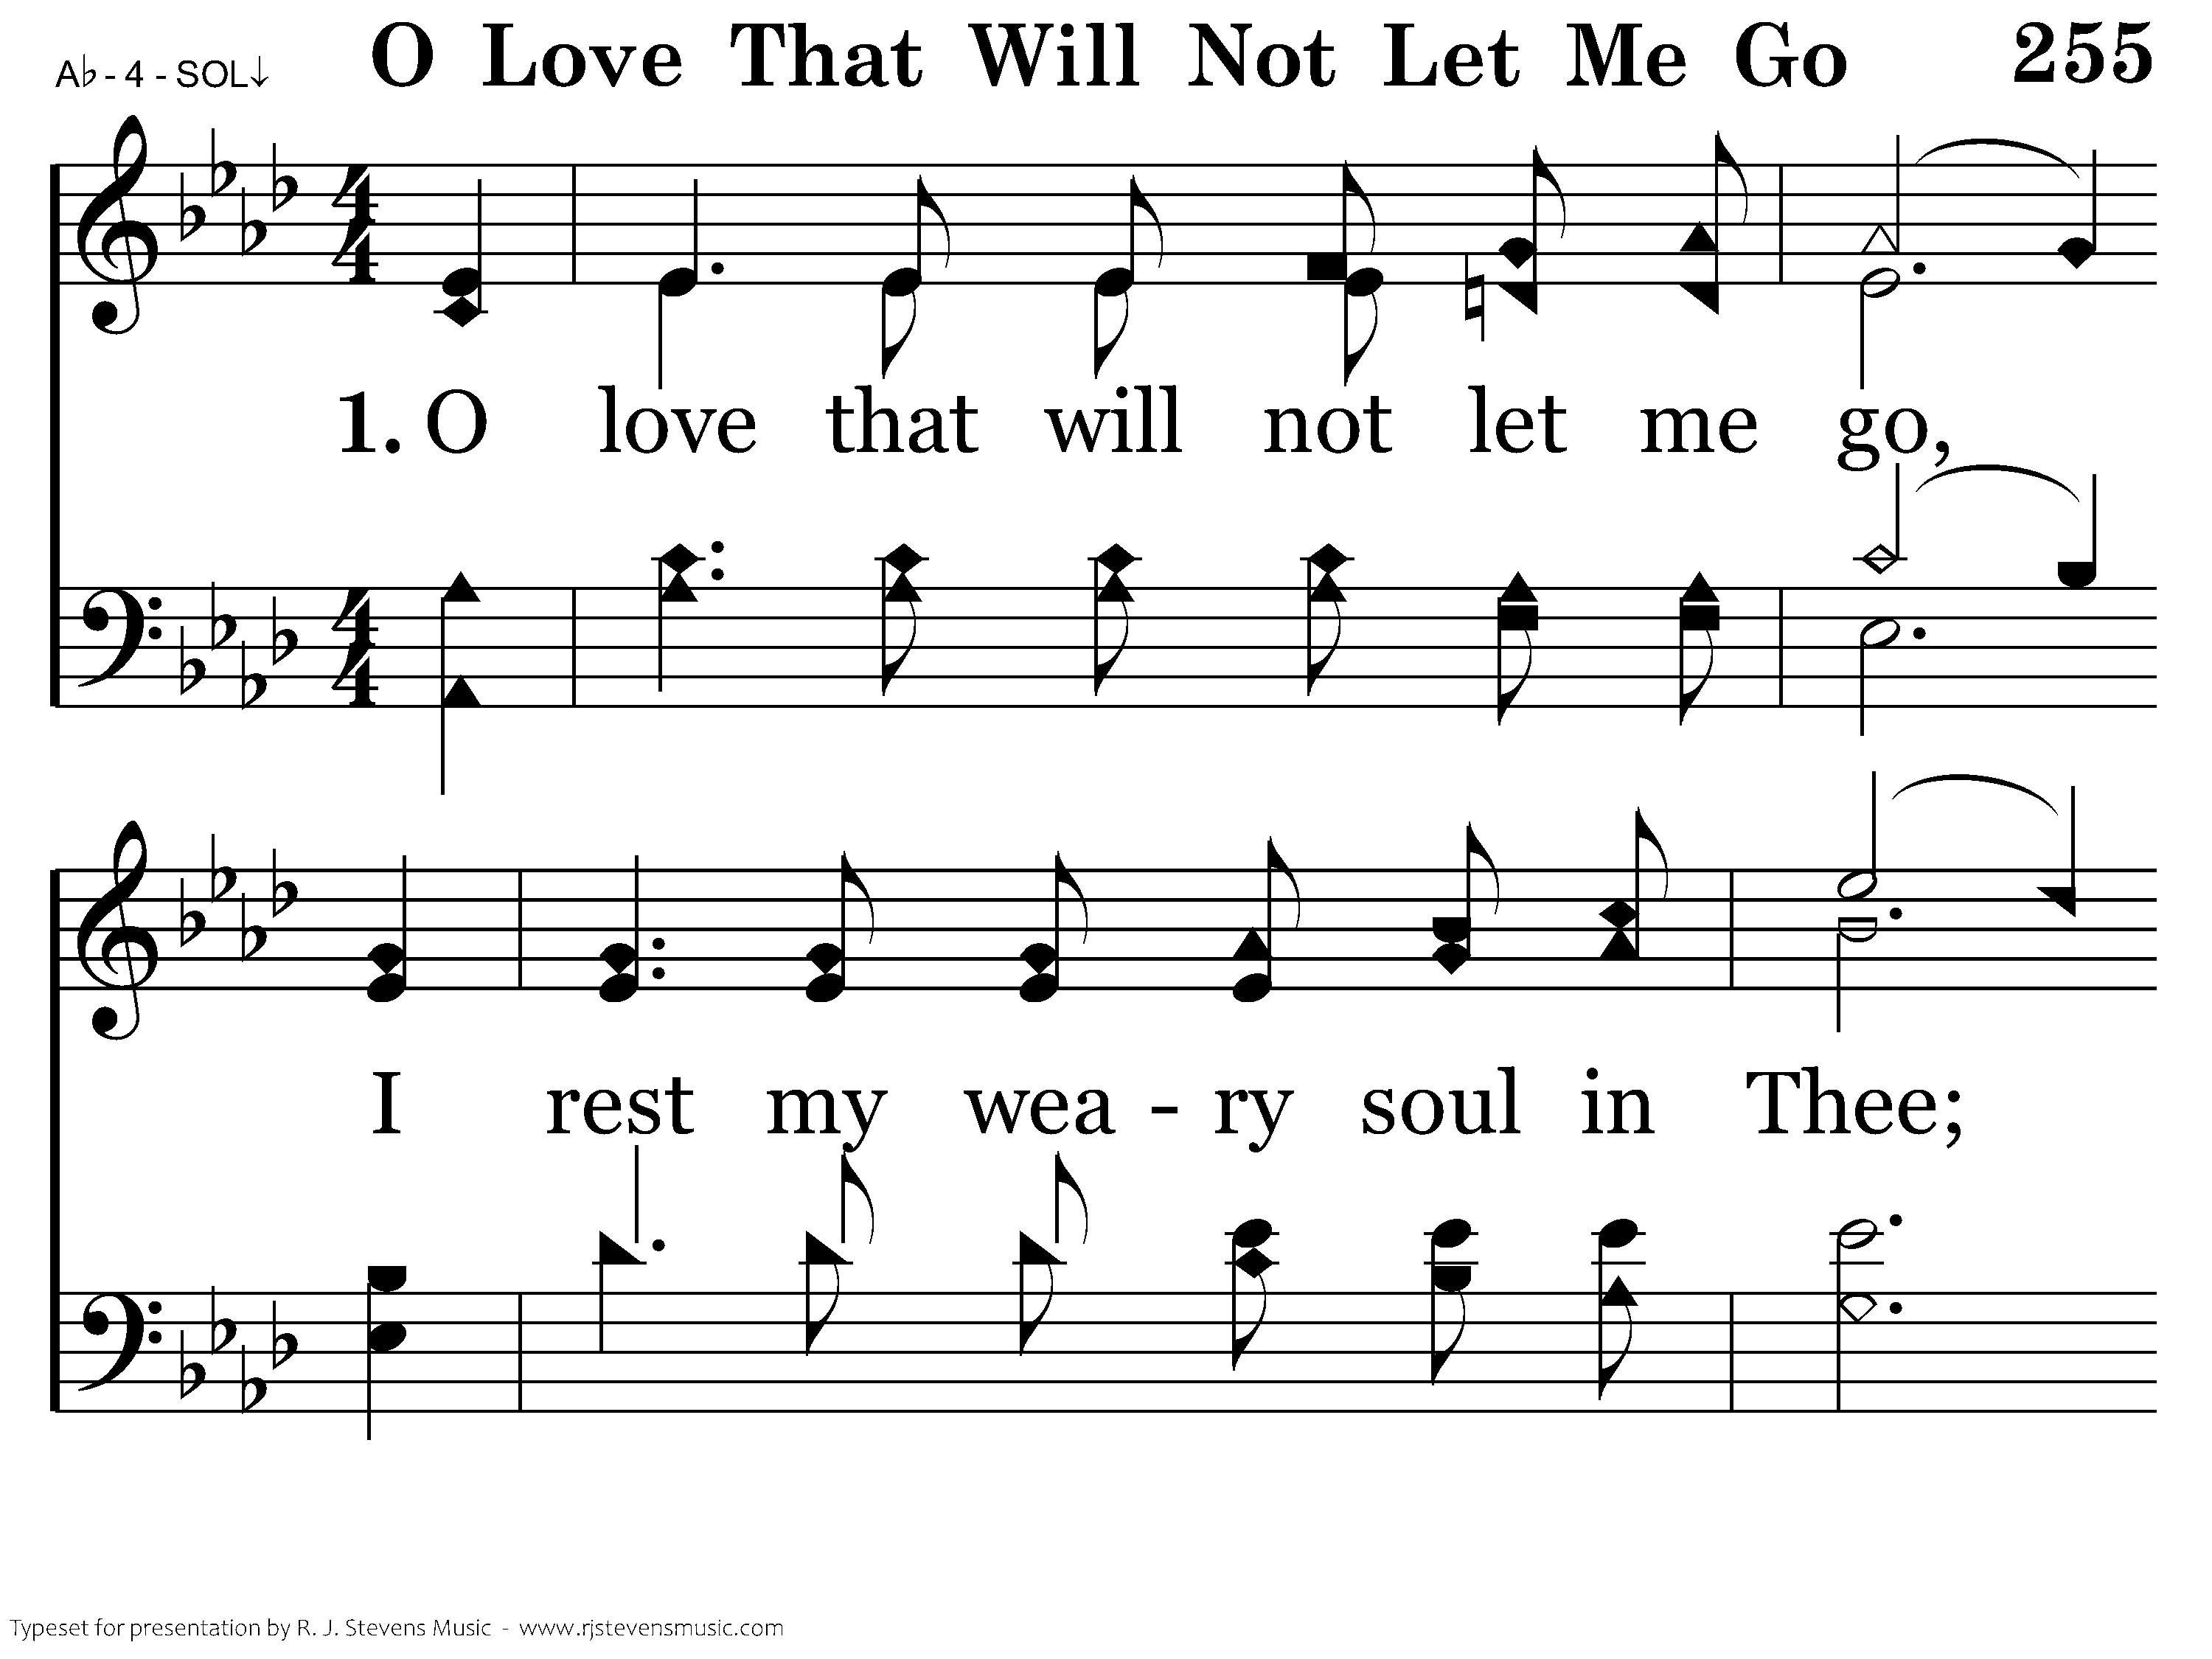 A♭ - 4 - SOL↓ O Love That Will Not Let Me Go 255
1. O love that will not let me go,
I rest my wea - ry soul in Thee;
Typeset for presentation by R. J. Stevens Music - www.rjstevensmusic.com